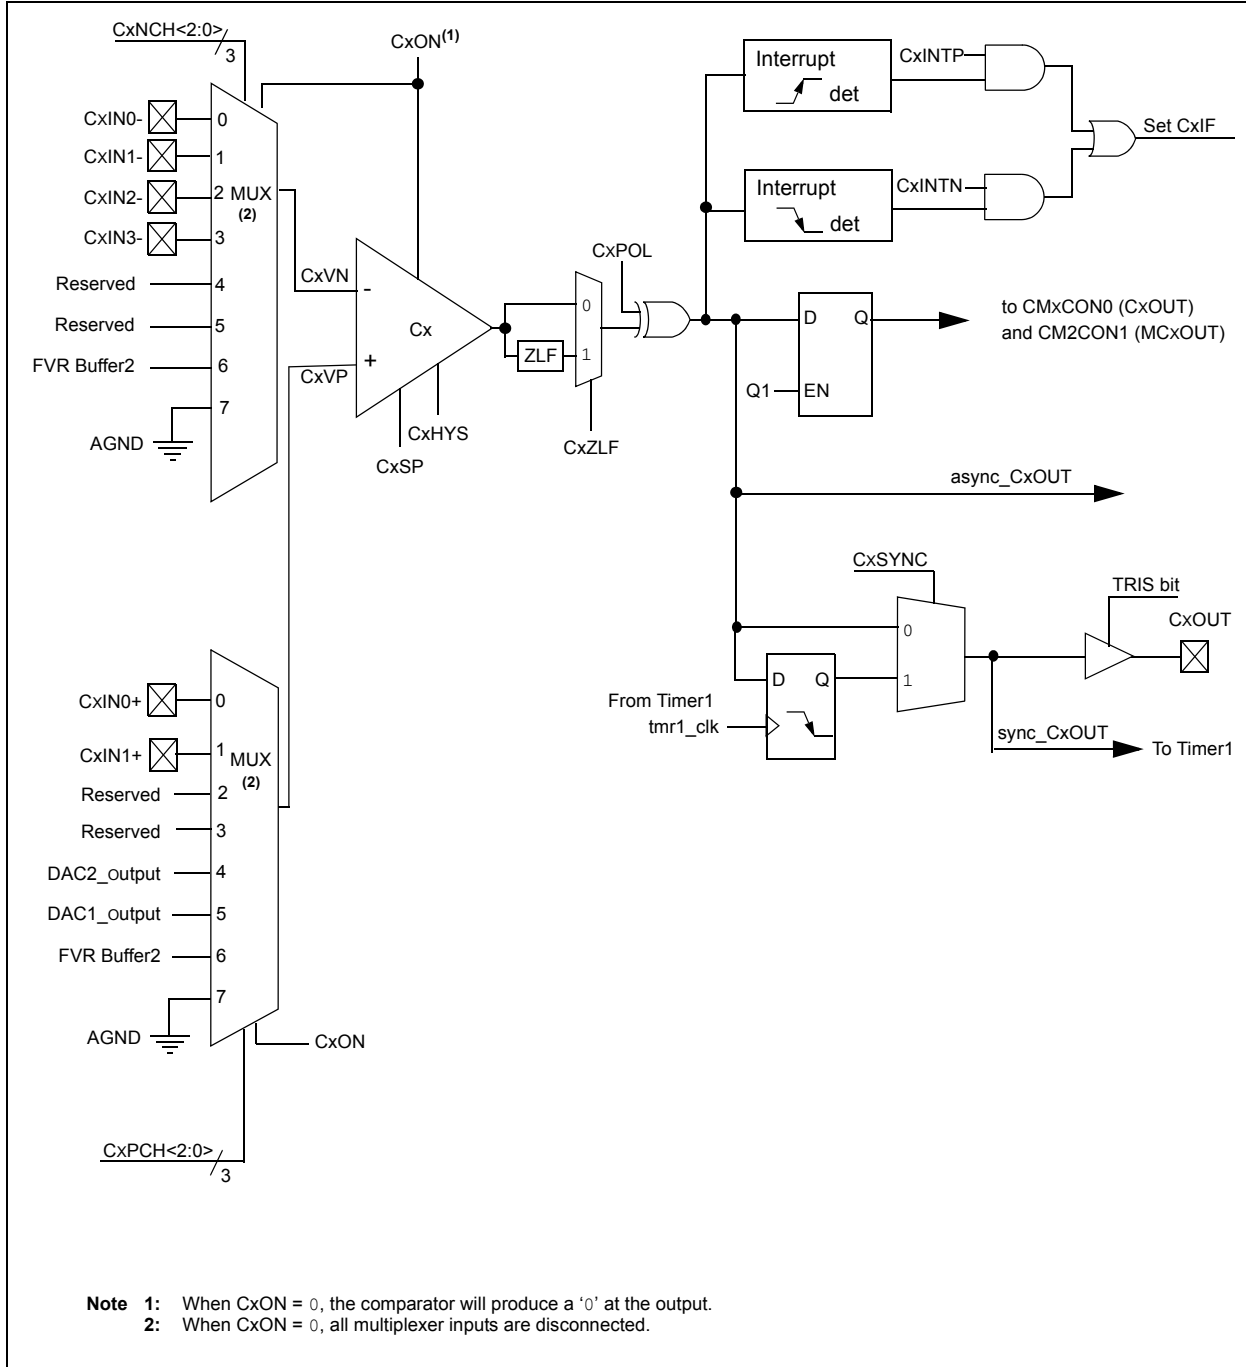 CxNCH<2:0>
3
CxON(1)
Interrupt
det
CxINTP
Set CxIF
CxIN0-
0
CxIN1-
1
CxIN2-
2
MUX
(2)
CxIN3-
3
Reserved
4
Reserved
5
FVR Buffer2
6
7
AGND
CxVN
-
Cx
+
CxVP
CxHYS
CxSP
ZLF
0
1
CxZLF
CxPOL
Interrupt
det
CxINTN
D
Q
Q1
EN
to CMxCON0 (CxOUT)
and CM2CON1 (MCxOUT)
async_CxOUT
CxSYNC
0
1
TRIS bit
CxOUT
D
Q
From Timer1
tmr1_clk
sync_CxOUT
To Timer1
CxIN0+
0
CxIN1+
1
MUX
(2)
Reserved
2
Reserved
3
DAC2_output
4
DAC1_output
5
FVR Buffer2
6
7
AGND
CxON
CxPCH<2:0>
3
Note 1: When CxON = 0, the comparator will produce a ‘0’ at the output.
2: When CxON = 0, all multiplexer inputs are disconnected.